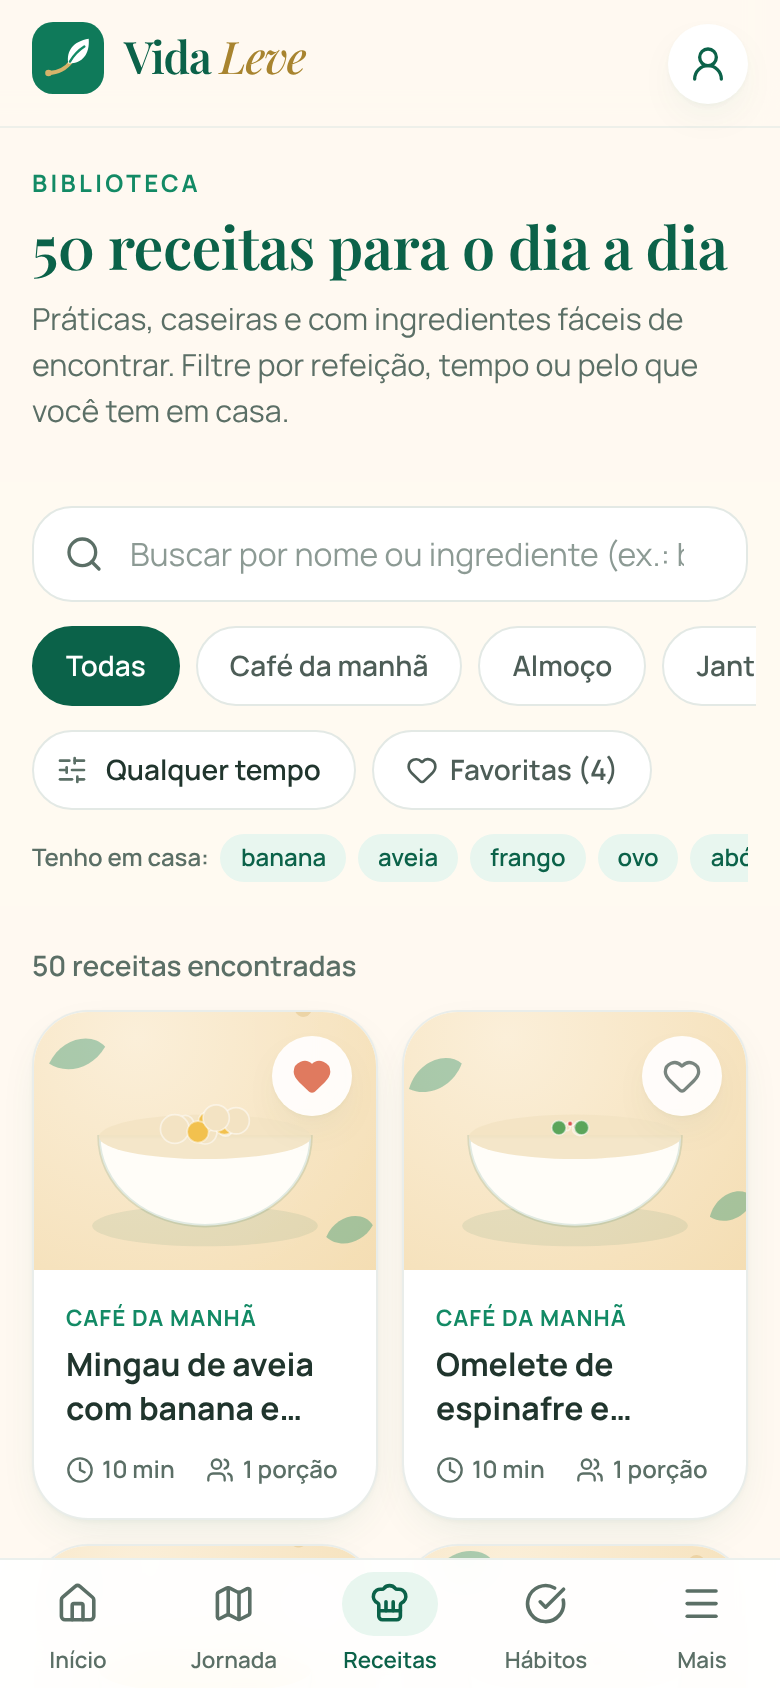 Vida Leve
BIBLIOTECA
50 receitas para o dia a dia
Práticas, caseiras e com ingredientes fáceis de
encontrar. Filtre por refeição, tempo ou pelo que
você tem em casa.
Buscar por nome ou ingrediente (ex.:
Todas
Café da manhã
Almoço
Jant
Qualquer tempo
Favoritas (4)
Tenho em casa:
banana
aveia
frango
ovo
abó
50 receitas encontradas
CAFÉ DA MANHÃ
Mingau de aveia
com banana e...
10 min
1 porção
CAFÉ DA MANHÃ
Omelete de
espinafre e...
10 min
1 porção
Início
Jornada
Receitas
Hábitos
Mais